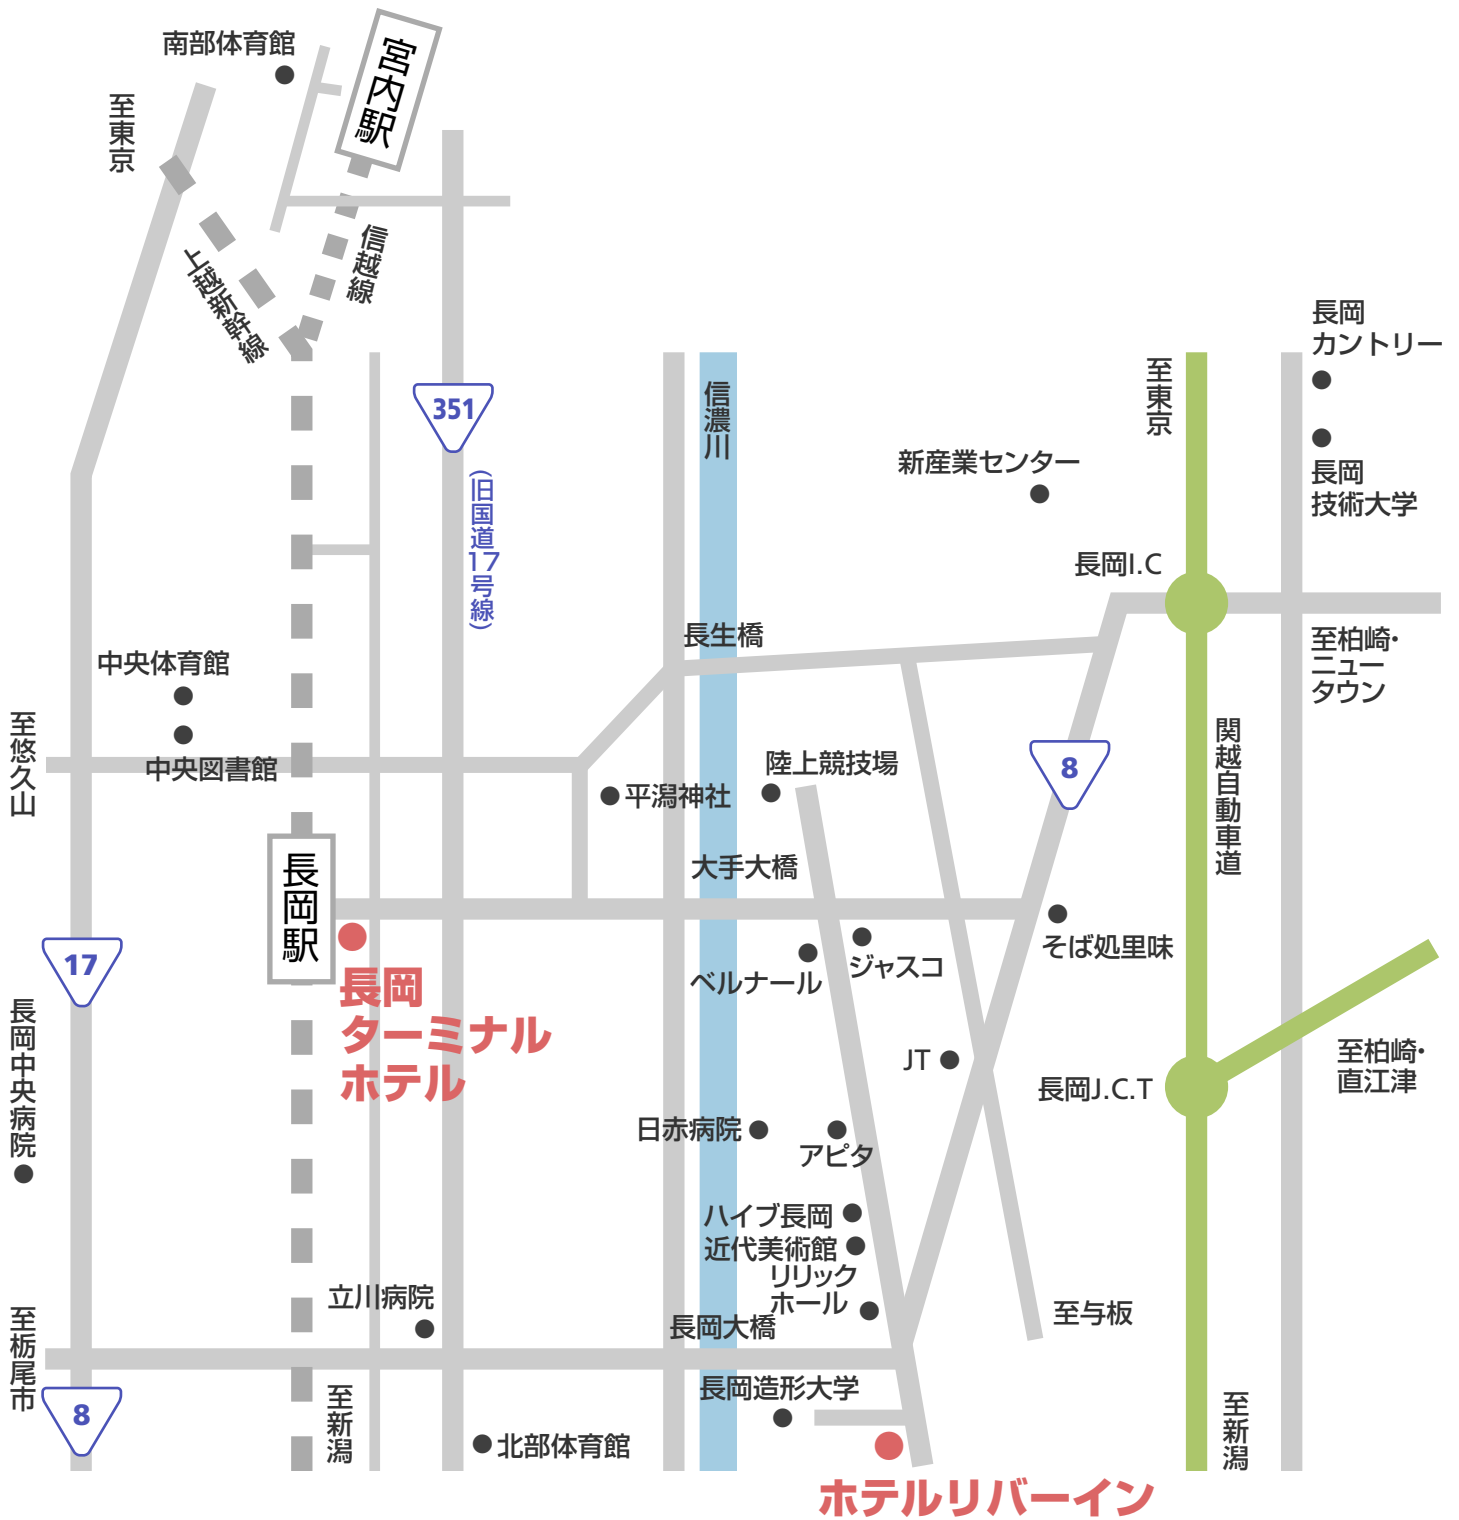 南部体育館
宮内駅
至東京
信越線
上越新幹線
長岡
カントリー
至東京
351
信濃川
(旧国道17号線)
新産業センター
長岡
技術大学
長岡I.C
長生橋
至柏崎・
ニュー
タウン
中央体育館
中央図書館
至悠久山
陸上競技場
8
関越自動車道
平潟神社
大手大橋
長岡駅
そば処里味
ジャスコ
ベルナール
17
長岡
ターミナル
ホテル
長岡中央病院
JT
長岡J.C.T
至柏崎・
直江津
日赤病院
アピタ
ハイブ長岡
近代美術館
リリック
ホール
立川病院
長岡大橋
至与板
至栃尾市
8
至新潟
長岡造形大学
至新潟
北部体育館
ホテルリバーイン